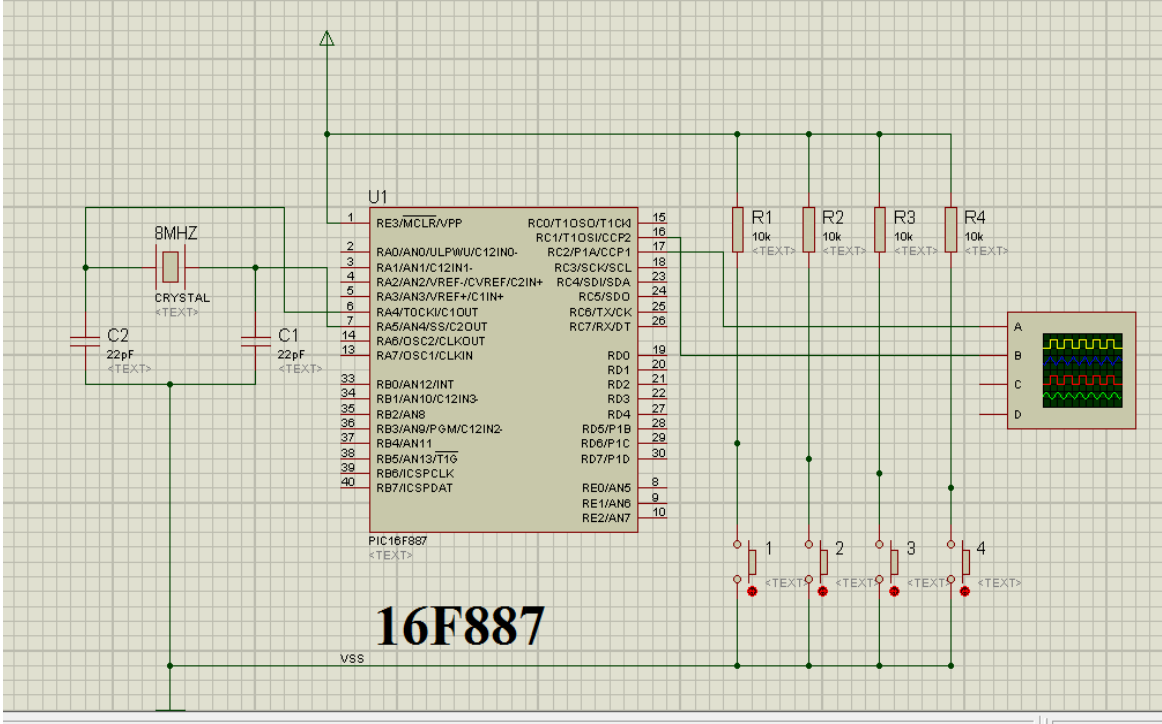 U1
1
RE3/MCLR/VPP
2
RA0/AN0/ULPWU/C12IN0-
3
RA1/AN1/C12IN1-
4
RA2/AN2/VREF-/CVREF/C2IN+
5
RA3/AN3/VREF+/C1IN+
6
RA4/T0CKI/C1OUT
7
RA5/AN4/SS/C2OUT
14
RA6/OSC2/CLKOUT
13
RA7/OSC1/CLKIN
33
RB0/AN12/INT
34
RB1/AN10/C12IN3-
35
RB2/AN8
36
RB3/AN9/PGM/C12IN2-
37
RB4/AN11
38
RB5/AN13/T1G
39
RB6/ICSPCLK
40
RB7/ICSPDAT
RC0/T1OSO/T1CKI
15
RC1/T1OSI/CCP2
16
RC2/P1A/CCP1
17
RC3/SCK/SCL
18
RC4/SDI/SDA
23
RC5/SDO
24
RC6/TX/CK
25
RC7/RX/DT
26
RD0
19
RD1
20
RD2
21
RD3
22
RD4
27
RD5/P1B
28
RD6/P1C
29
RD7/P1D
30
RE0/AN5
8
RE1/AN6
9
RE2/AN7
10
PIC16F887
<TEXT>
8MHZ
CRYSTAL
<TEXT>
C2
22pF
<TEXT>
C1
22pF
<TEXT>
R1
10k
<TEXT>
R2
10k
<TEXT>
R3
10k
<TEXT>
R4
10k
<TEXT>
A
B
C
D
1
<TEXT>
2
<TEXT>
3
<TEXT>
4
<TEXT>
16F887
VSS